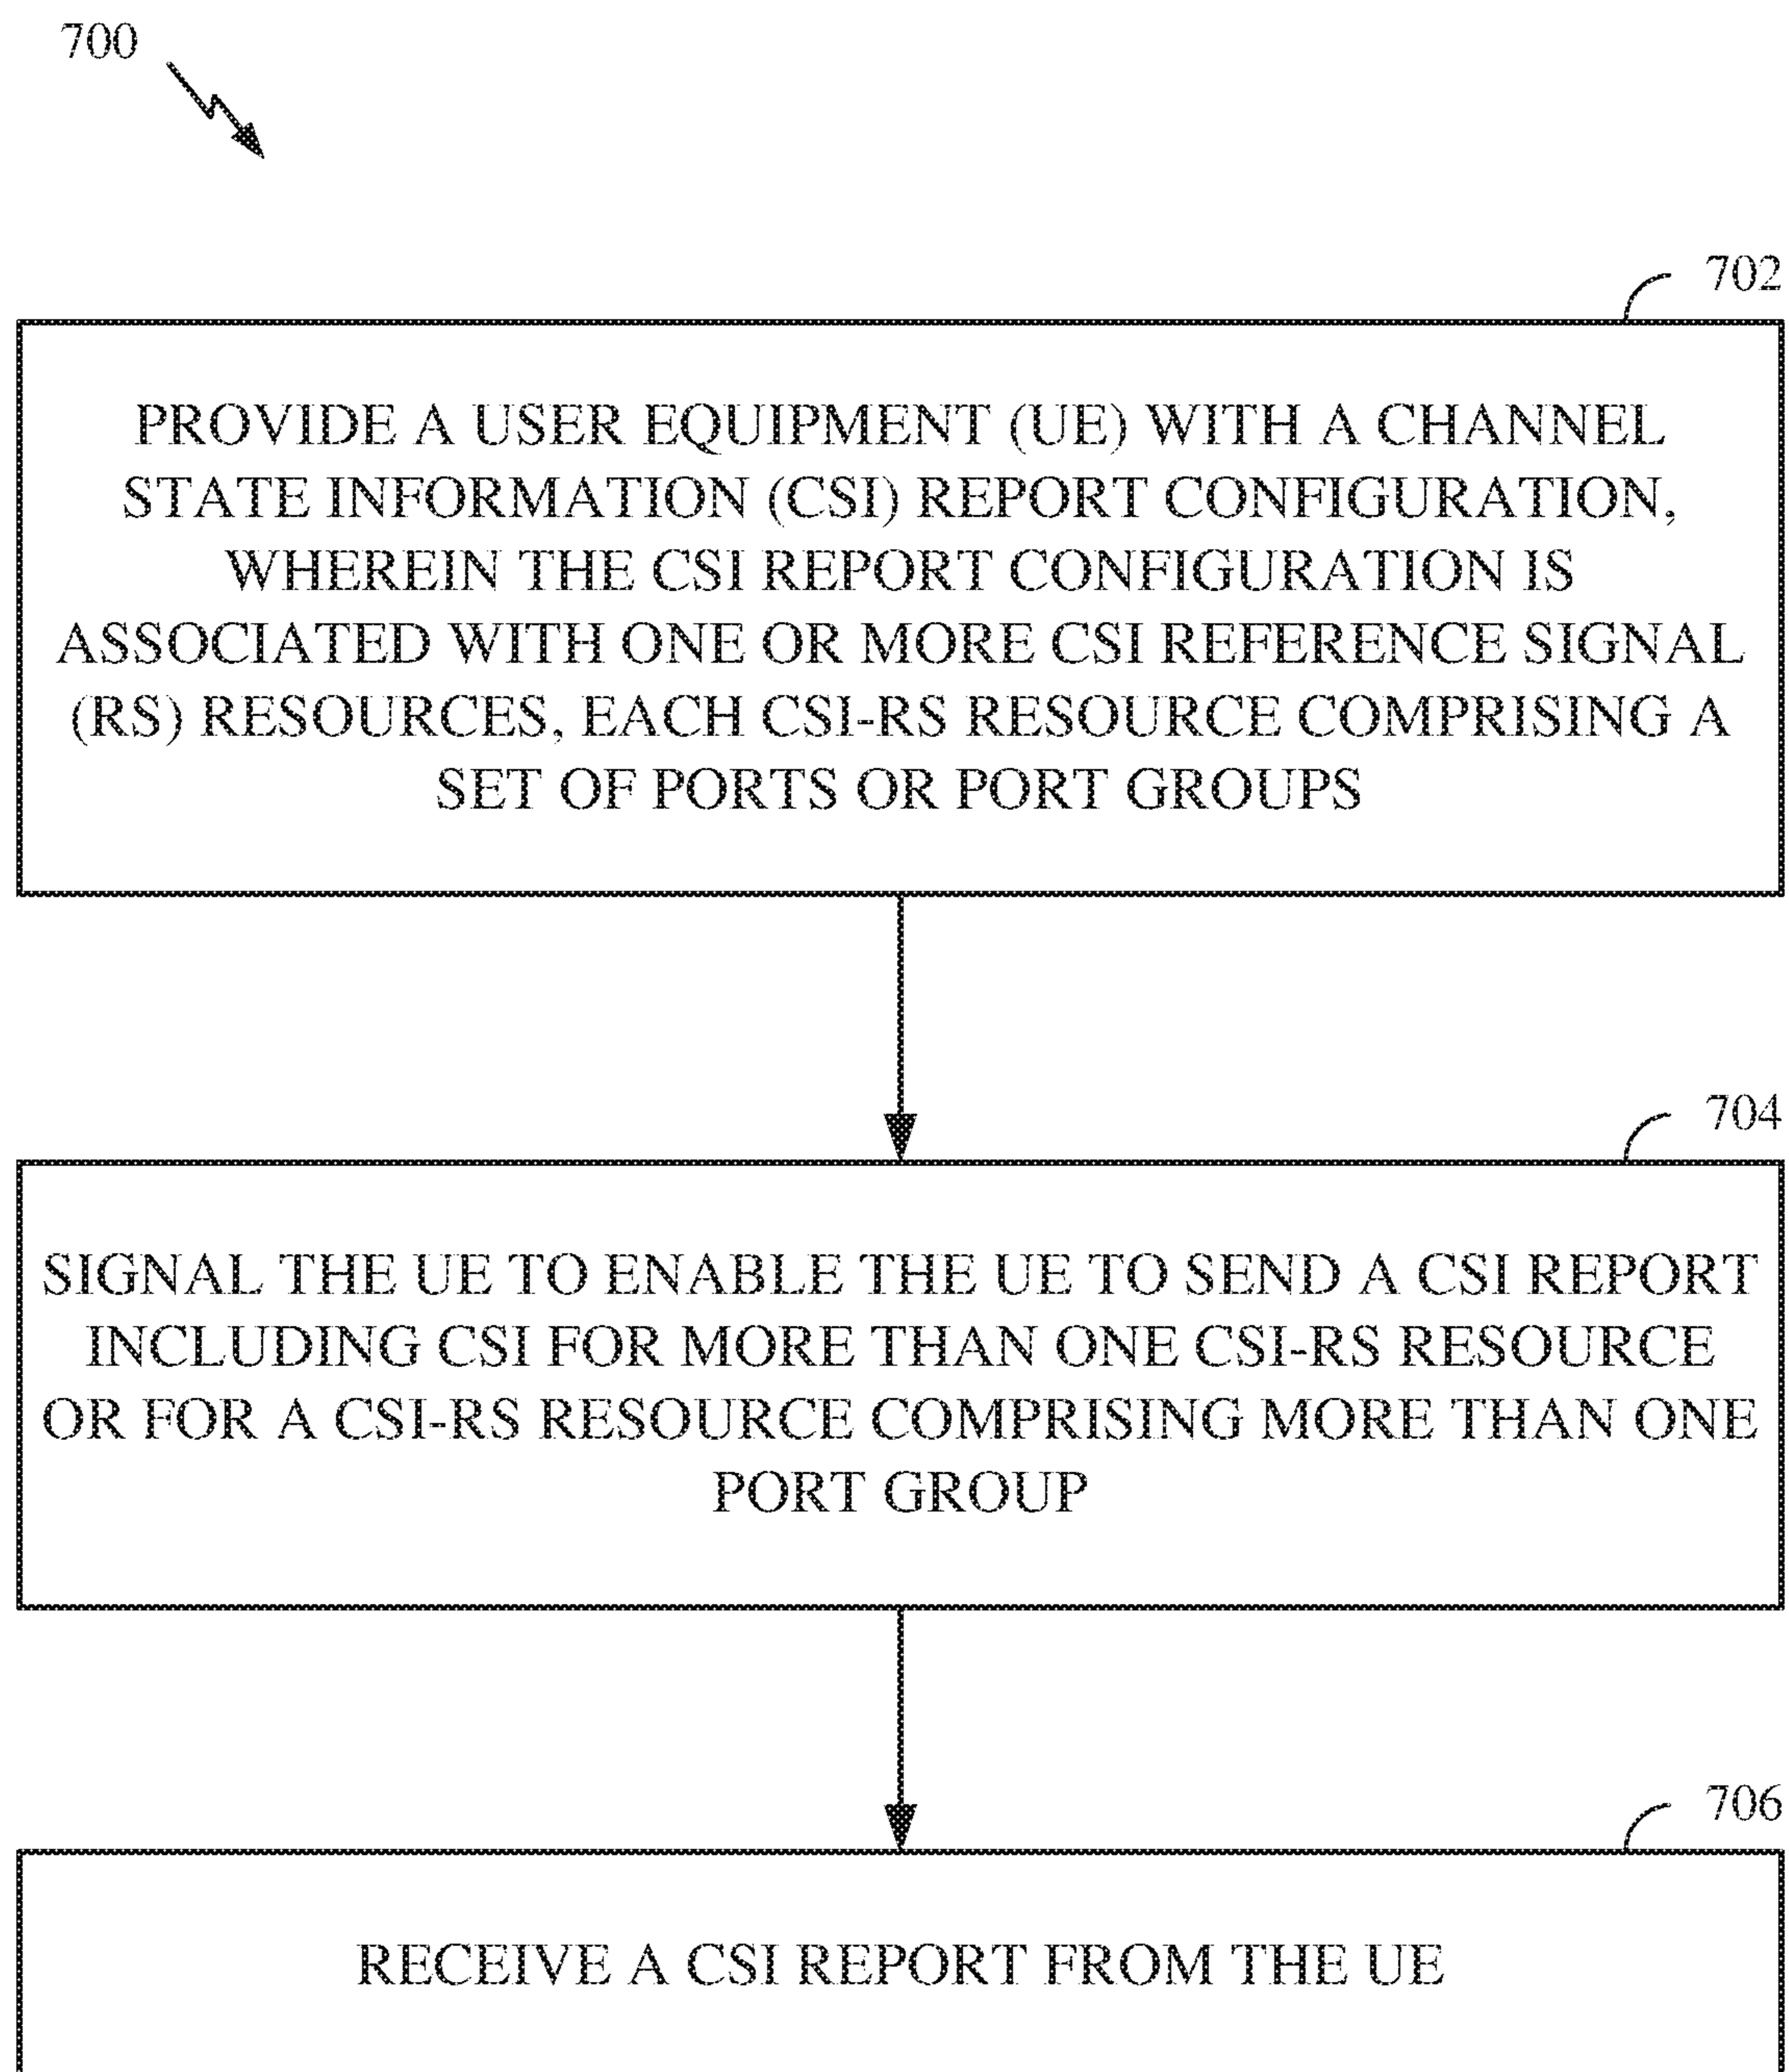 700
702
PROVIDE A USER EQUIPMENT (UE) WITH A CHANNEL
STATE INFORMATION (CSI) REPORT CONFIGURATION,
WHEREIN THE CSI REPORT CONFIGURATION IS
ASSOCIATED WITH ONE OR MORE CSI REFERENCE SIGNAL
(RS) RESOURCES, EACH CSI-RS RESOURCE COMPRISING A
SET OF PORTS OR PORT GROUPS
704
SIGNAL THE UE TO ENABLE THE UE TO SEND A CSI REPORT
INCLUDING CSI FOR MORE THAN ONE CSI-RS RESOURCE
OR FOR A CSI-RS RESOURCE COMPRISING MORE THAN ONE
PORT GROUP
706
RECEIVE A CSI REPORT FROM THE UE